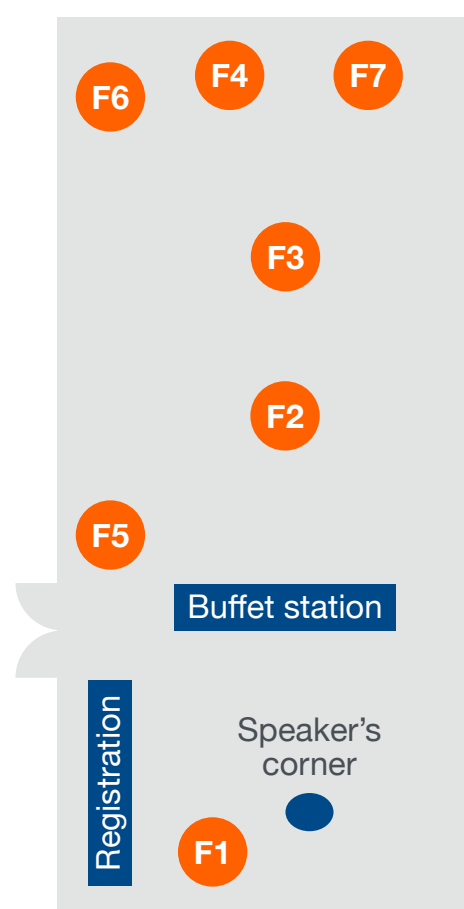 F6
F4
F7
F3
F2
F5
Buffet station
Registration
Speaker's
corner
F1